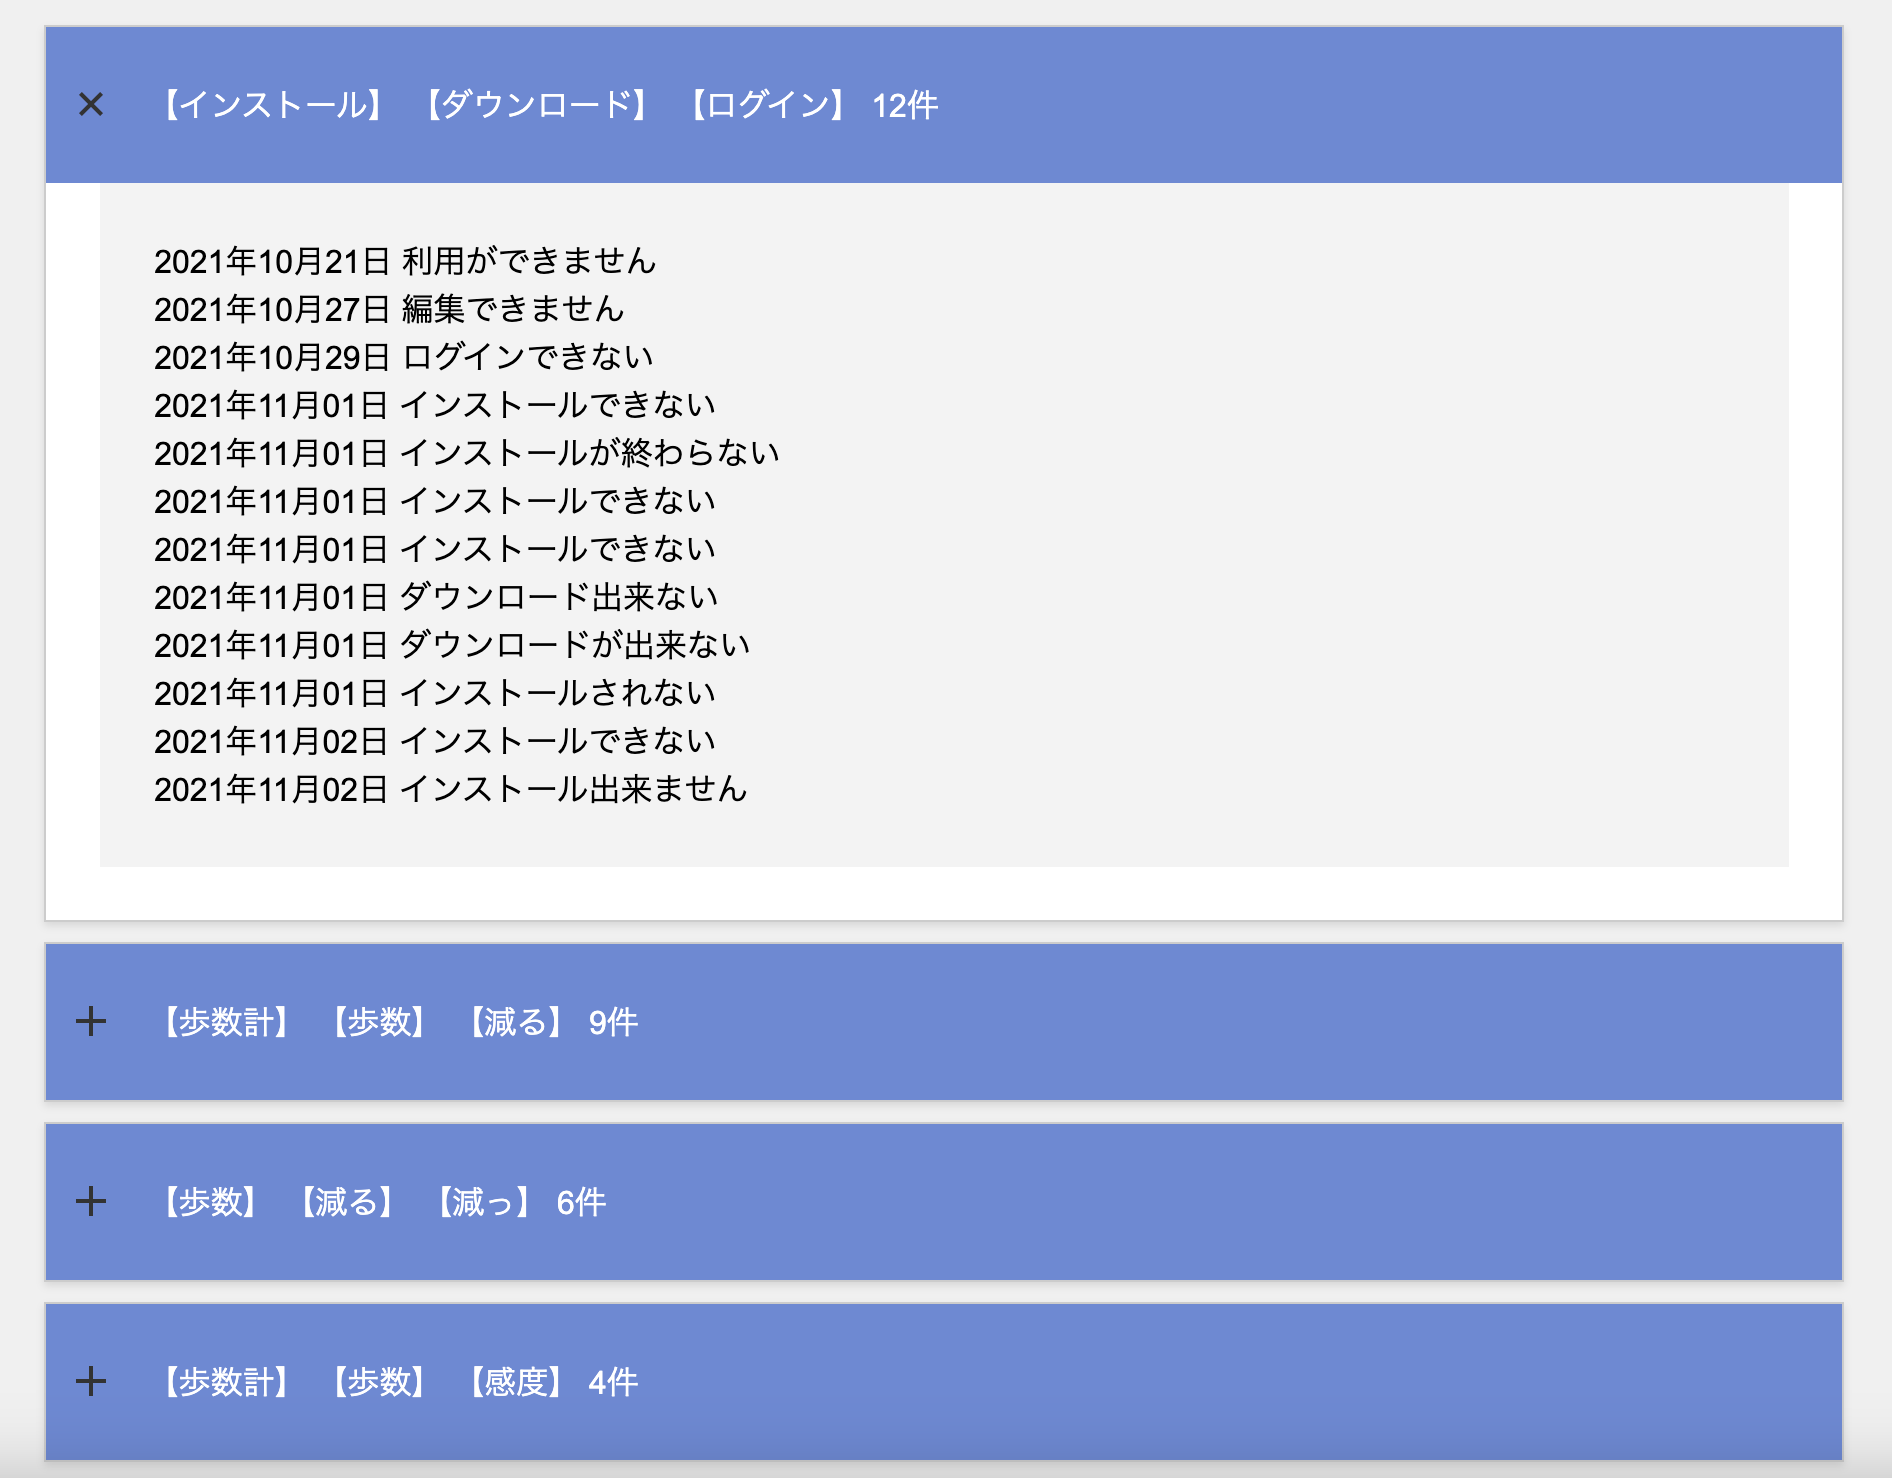 【インストール】 【ダウンロード】 【ログイン】 12件
2021年10月21日 利用ができません
2021年10月27日 編集できません
2021年10月29日 ログインできない
2021年11月01日 インストールできない
2021年11月01日 インストールが終わらない
2021年11月01日 インストールできない
2021年11月01日 インストールできない
2021年11月01日 ダウンロード出来ない
2021年11月01日 ダウンロードが出来ない
2021年11月01日 インストールされない
2021年11月02日 インストールできない
2021年11月02日 インストール出来ません
【歩数計】 【歩数】 【減る】 9件
【歩数】 【減る】 【減っ】 6件
【歩数計】 【歩数】 【感度】 4件